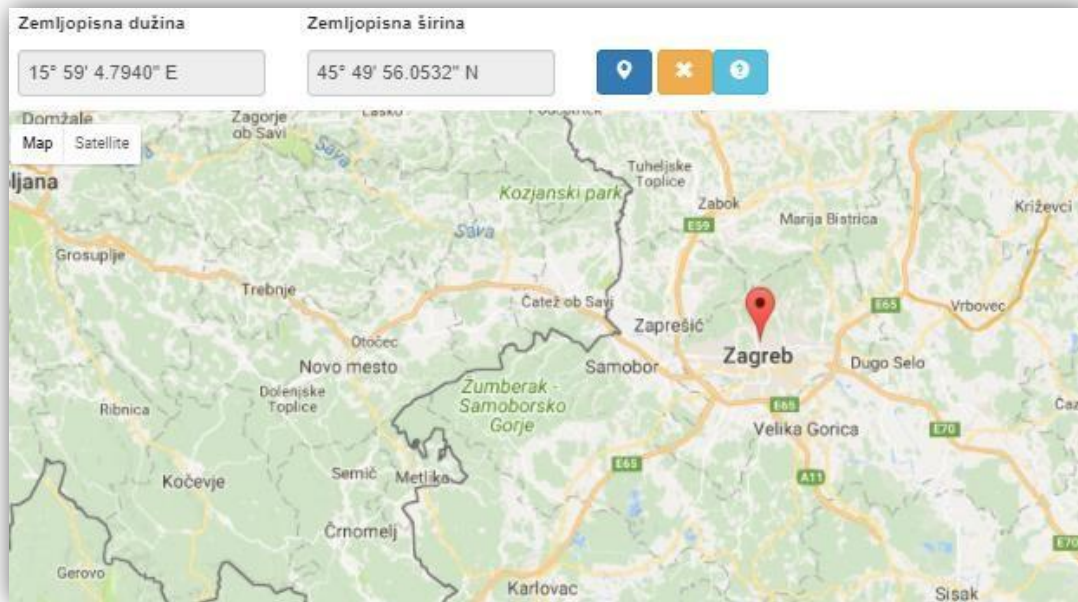 Zemljopisna dužina
Zemljopisna širina
15° 59' 4.7940" E
45° 49' 56.0532" N
Domžale
Zagorje
ob Savi
Map
Satellite
Sava
Tuheljske
Toplice
Kozjanski park
Zabok
Marija Bistrica
Križevci
E59
Sava
Grosuplje
Trebnje
Čatež ob Savi
E65
Vrbovec
Zaprešić
Otočec
Novo mesto
Samobor
Zagreb
Dugo Selo
Dolenjske
Toplice
Žumberak -
Samoborsko
Gorje
Ribnica
E65
Velika Gorica
E70
E65
A11
Kočevje
Semič
Metlika
Črnomelj
E70
Gerovo
Karlovac
Sisak